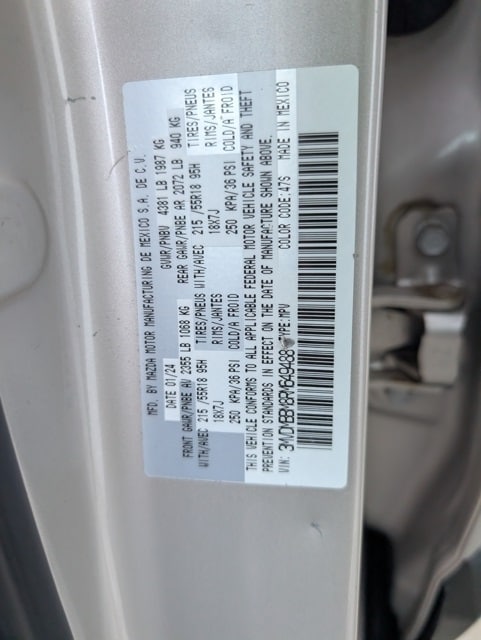 MFD. BY MAZDA MOTOR MANUFACTURING DE MEXICO S.A. DE C.V.
DATE 01/24 GVWR/PNBV 4381 LB 1987 KG
FRONT GAWR/PNBE AV 2355 LB 1068 KG REAR GAWR/PNBE AR 2072 LB 940 KG
WITH/AVEC 215 /55R18 95H TIRES/PNEUS WITH/AVEC 215 /55R18 95H TIRES/PNEUS
18X7J RIMS/JANTES 18X7J RIMS/JANTES
250 KPA/36 PSI COLD/A FROID 250 KPA/36 PSI COLD/A FROID
THIS VEHICLE CONFORMS TO ALL APPLICABLE FEDERAL MOTOR VEHICLE SAFETY AND THEFT
PREVENTION STANDARDS IN EFFECT ON THE DATE OF MANUFACTURE SHOWN ABOVE.
VIN: TYPE:MPV COLOR CODE:47S MADE IN MEXICO